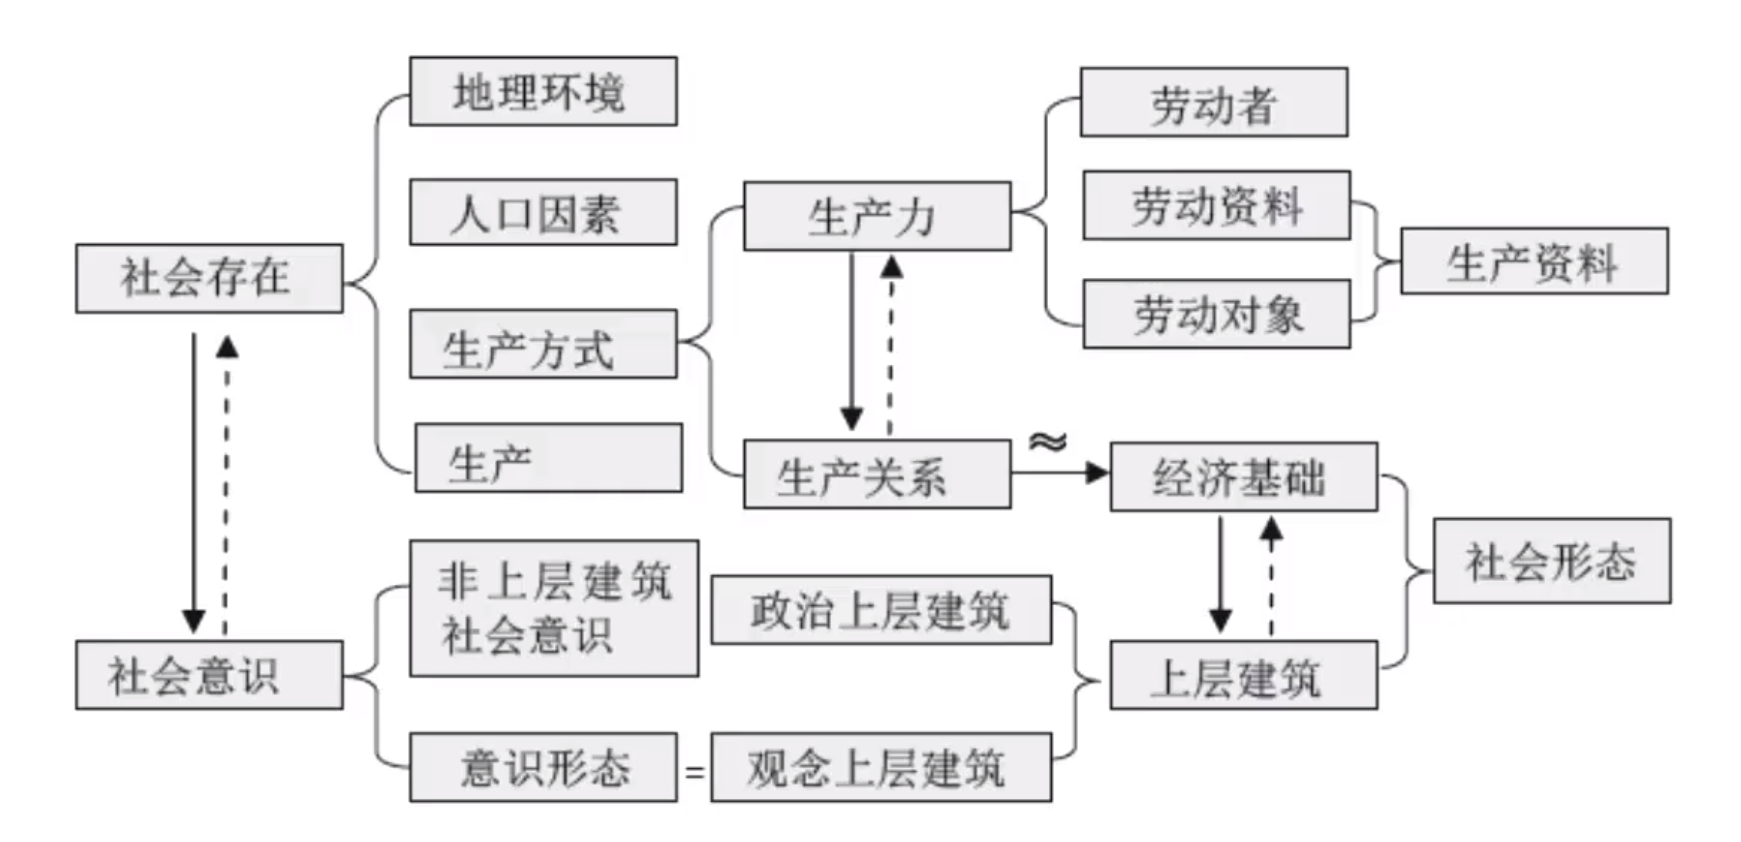 地理环境
劳动者
人口因素
生产力
劳动资料
社会存在
生产资料
生产方式
劳动对象
生产
生产关系
≈
经济基础
非上层建筑
社会意识
政治上层建筑
社会形态
社会意识
上层建筑
意识形态
=
观念上层建筑